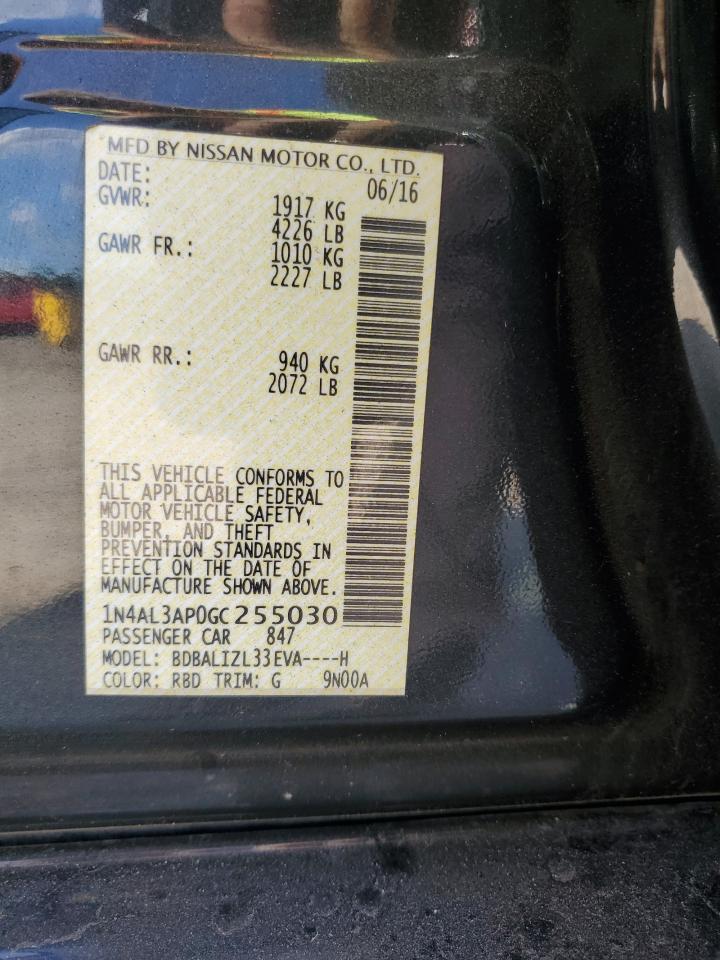 MFD BY NISSAN MOTOR CO., LTD.
DATE: 06/16
GVWR: 1917 KG
4226 LB
GAWR FR.: 1010 KG
2227 LB
GAWR RR.: 940 KG
2072 LB
THIS VEHICLE CONFORMS TO
ALL APPLICABLE FEDERAL
MOTOR VEHICLE SAFETY,
BUMPER, AND THEFT
PREVENTION STANDARDS IN
EFFECT ON THE DATE OF
MANUFACTURE SHOWN ABOVE.
1N4AL3AP0GC255030
PASSENGER CAR 847
MODEL: BDBALIZL33EVA----H
COLOR: RBD TRIM: G 9N00A